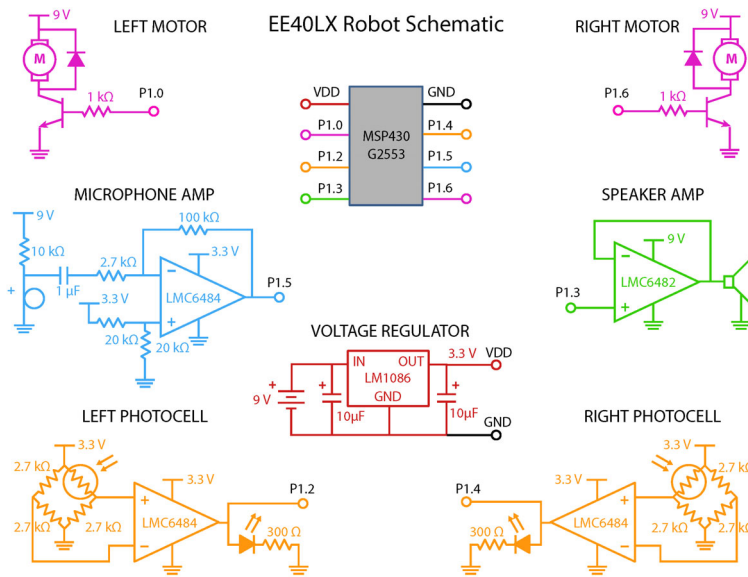 EE40LX Robot Schematic
LEFT MOTOR
9 V
M
1 kΩ
P1.0
VDD
GND
P1.0
P1.4
MSP430
G2553
P1.2
P1.5
P1.3
P1.6
RIGHT MOTOR
9 V
M
P1.6
1 kΩ
MICROPHONE AMP
9 V
100 kΩ
10 kΩ
2.7 kΩ
3.3 V
1 µF
+
−
LMC6484
P1.5
3.3 V
+
20 kΩ
20 kΩ
SPEAKER AMP
9 V
−
LMC6482
P1.3
+
VOLTAGE REGULATOR
IN
OUT
3.3 V
VDD
LM1086
GND
+
+
+
9 V
10µF
10µF
GND
LEFT PHOTOCELL
3.3 V
2.7 kΩ
3.3 V
P1.2
+
LMC6484
2.7 kΩ
2.7 kΩ
−
300 Ω
RIGHT PHOTOCELL
3.3 V
2.7 kΩ
3.3 V
P1.4
+
LMC6484
2.7 kΩ
2.7 kΩ
−
300 Ω